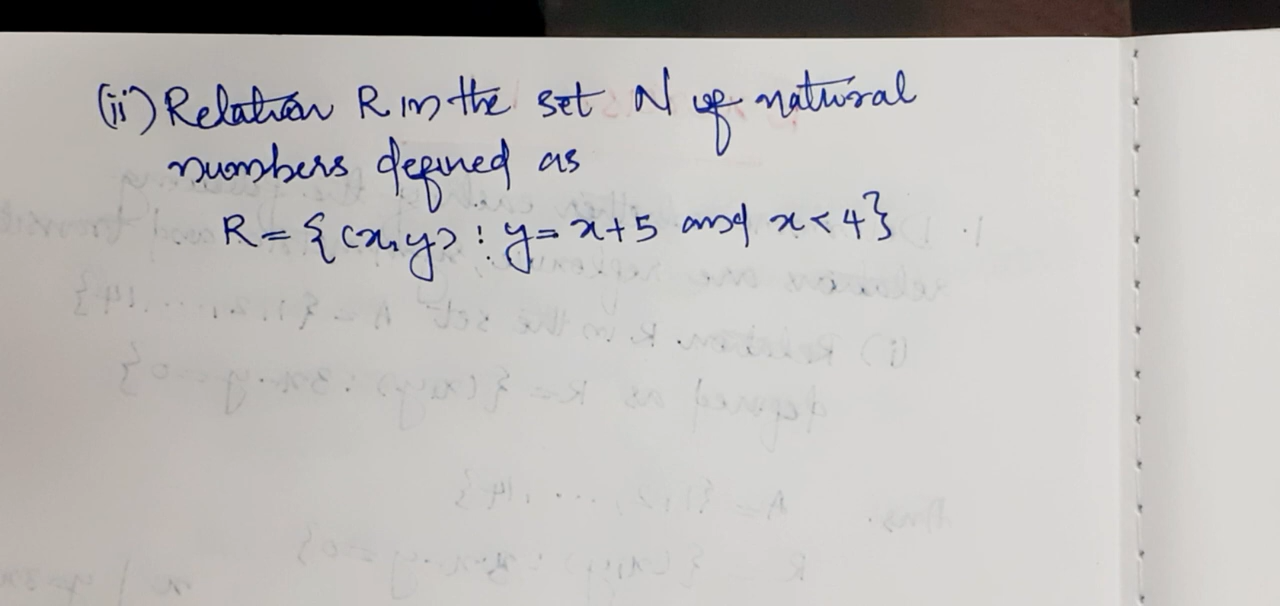 (ii) Relation R in the set N of natural
numbers defined as
R = {(x, y) : y = x + 5 and x < 4}